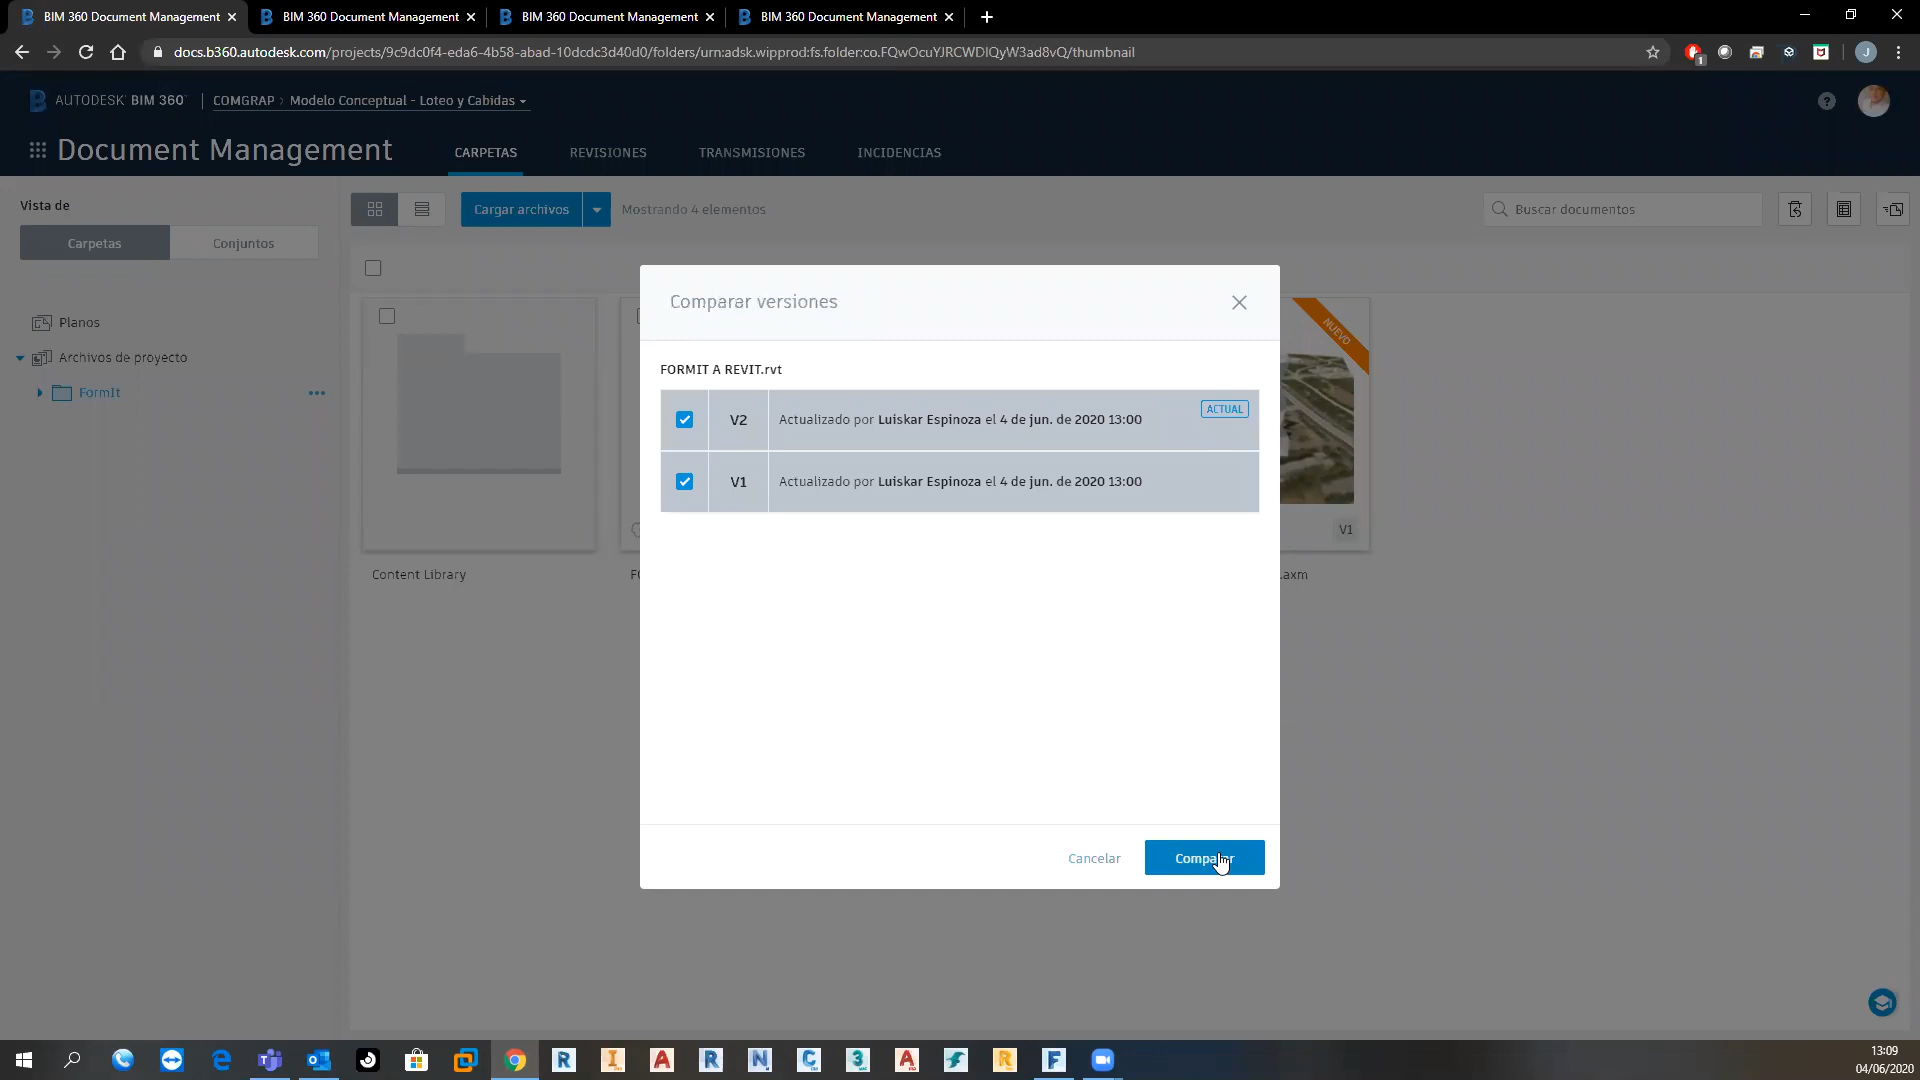 BIM 360 Document Management
BIM 360 Document Management
BIM 360 Document Management
BIM 360 Document Management
docs.b360.autodesk.com/projects/9c9dc0f4-eda6-4b58-abad-10dcdc3d40d0/folders/urn:adsk.wipprod:fs.folder:co.FQwOcuYJRCWDlQyW3ad8vQ/thumbnail
1
J
AUTODESK BIM 360
COMGRAP > Modelo Conceptual - Loteo y Cabidas
Document Management
CARPETAS
REVISIONES
TRANSMISIONES
INCIDENCIAS
Vista de
Carpetas
Conjuntos
Cargar archivos
Mostrando 4 elementos
Buscar documentos
Planos
Archivos de proyecto
FormIt
Comparar versiones
FORMIT A REVIT.rvt
V2
Actualizado por Luiskar Espinoza el 4 de jun. de 2020 13:00
ACTUAL
V1
Actualizado por Luiskar Espinoza el 4 de jun. de 2020 13:00
NUEVO
V1
Content Library
.axm
Cancelar
Comparar
13:09
04/06/2020